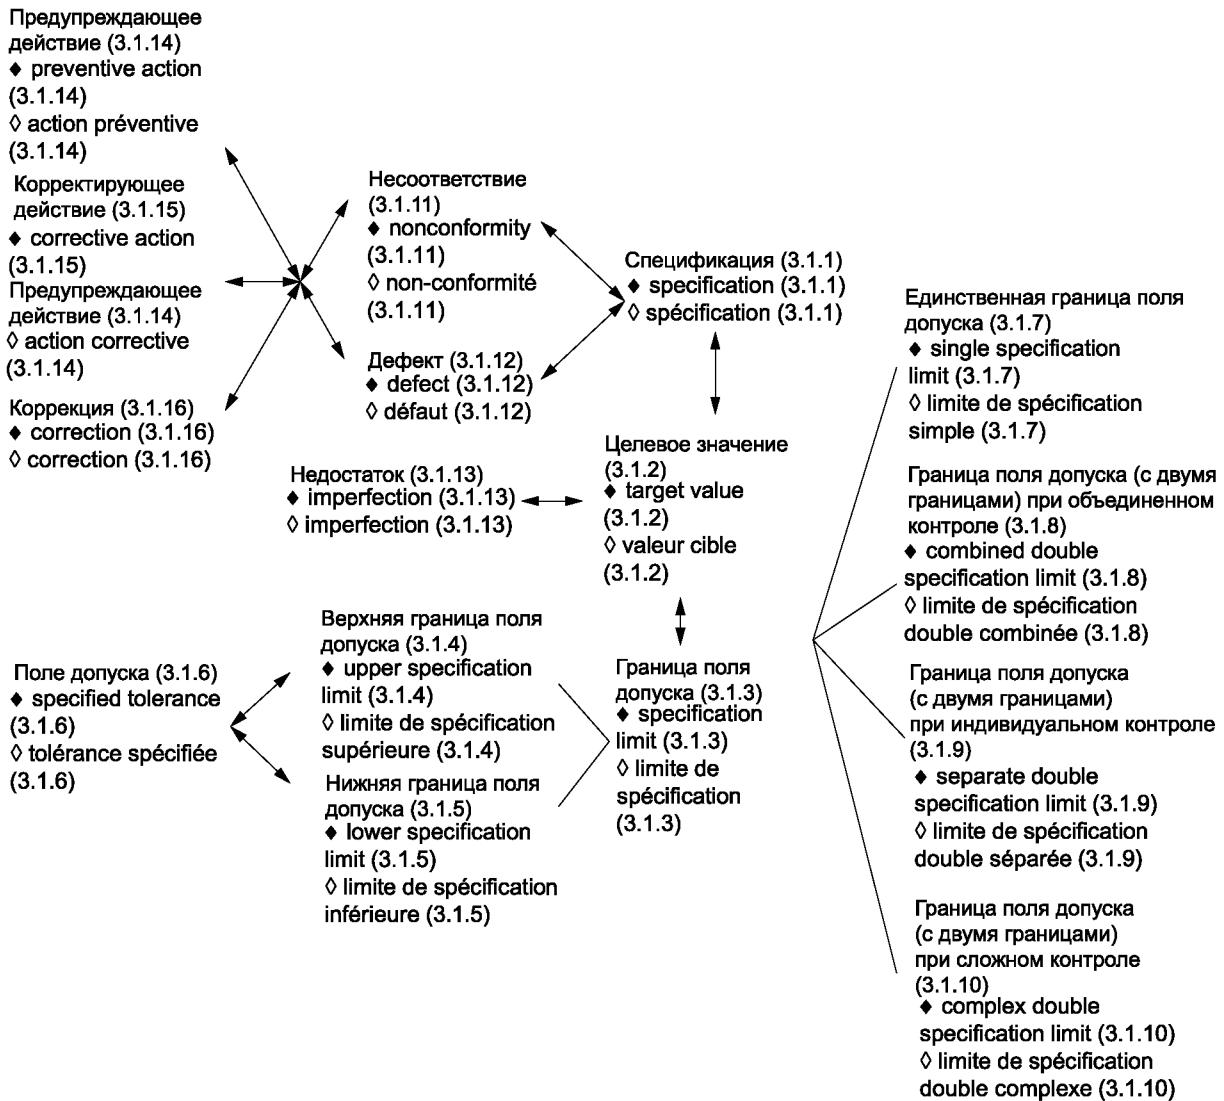 Предупреждающее
действие (3.1.14)
♦ preventive action
(3.1.14)
◊ action préventive
(3.1.14)
Корректирующее
действие (3.1.15)
♦ corrective action
(3.1.15)
Предупреждающее
действие (3.1.14)
◊ action corrective
(3.1.14)
Коррекция (3.1.16)
♦ correction (3.1.16)
◊ correction (3.1.16)
Несоответствие
(3.1.11)
♦ nonconformity
(3.1.11)
◊ non-conformité
(3.1.11)
Дефект (3.1.12)
♦ defect (3.1.12)
◊ défaut (3.1.12)
Спецификация (3.1.1)
♦ specification (3.1.1)
◊ spécification (3.1.1)
Недостаток (3.1.13)
♦ imperfection (3.1.13)
◊ imperfection (3.1.13)
Целевое значение
(3.1.2)
♦ target value
(3.1.2)
◊ valeur cible
(3.1.2)
Поле допуска (3.1.6)
♦ specified tolerance
(3.1.6)
◊ tolérance spécifiée
(3.1.6)
Верхняя граница поля
допуска (3.1.4)
♦ upper specification
limit (3.1.4)
◊ limite de spécification
supérieure (3.1.4)
Нижняя граница поля
допуска (3.1.5)
♦ lower specification
limit (3.1.5)
◊ limite de spécification
inférieure (3.1.5)
Граница поля
допуска (3.1.3)
♦ specification
limit (3.1.3)
◊ limite de
spécification
(3.1.3)
Единственная граница поля
допуска (3.1.7)
♦ single specification
limit (3.1.7)
◊ limite de spécification
simple (3.1.7)
Граница поля допуска (с двумя
границами) при объединенном
контроле (3.1.8)
♦ combined double
specification limit (3.1.8)
◊ limite de spécification
double combinée (3.1.8)
Граница поля допуска
(с двумя границами)
при индивидуальном контроле
(3.1.9)
♦ separate double
specification limit (3.1.9)
◊ limite de spécification
double séparée (3.1.9)
Граница поля допуска
(с двумя границами)
при сложном контроле
(3.1.10)
♦ complex double
specification limit (3.1.10)
◊ limite de spécification
double complexe (3.1.10)